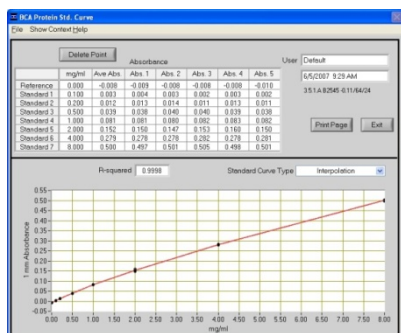 BCA Protein Std. Curve
File Show Context Help
Delete Point
Absorbance
User Default
6/5/2007 9:29 AM
mg/ml Ave Abs. Abs. 1 Abs. 2 Abs. 3 Abs. 4 Abs. 5
Reference 0.000 -0.008 -0.009 -0.008 -0.008 -0.008 -0.010
Standard 1 0.100 0.003 0.004 0.003 0.002 0.003 0.002
Standard 2 0.200 0.012 0.013 0.014 0.011 0.013 0.011
Standard 3 0.500 0.039 0.038 0.040 0.040 0.039 0.038
Standard 4 1.000 0.081 0.081 0.080 0.082 0.083 0.082
Standard 5 2.000 0.152 0.150 0.147 0.153 0.160 0.150
Standard 6 4.000 0.279 0.278 0.278 0.282 0.278 0.281
Standard 7 8.000 0.500 0.497 0.501 0.505 0.498 0.501
Print Page Exit
R-squared 0.9998 Standard Curve Type Interpolation
1 mm Absorbance
0.55
0.50
0.45
0.40
0.35
0.30
0.25
0.20
0.15
0.10
0.05
0.00
-0.05
0.00 0.50 1.00 1.50 2.00 2.50 3.00 3.50 4.00 4.50 5.00 5.50 6.00 6.50 7.00 7.50 8.00
mg/ml